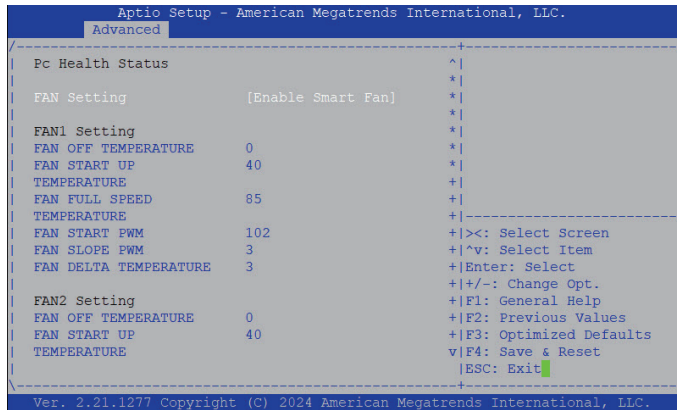 Aptio Setup - American Megatrends International, LLC.
Advanced
/----------------------------------------------------+--------------------------
| Pc Health Status ^|
| *|
| FAN Setting [Enable Smart Fan] *|
| *|
| FAN1 Setting *|
| FAN OFF TEMPERATURE 0 *|
| FAN START UP 40 *|
| TEMPERATURE +|
| FAN FULL SPEED 85 +|
| TEMPERATURE +|--------------------------
| FAN START PWM 102 +|><: Select Screen
| FAN SLOPE PWM 3 +|^v: Select Item
| FAN DELTA TEMPERATURE 3 +|Enter: Select
| +|+/-: Change Opt.
| FAN2 Setting +|F1: General Help
| FAN OFF TEMPERATURE 0 +|F2: Previous Values
| FAN START UP 40 +|F3: Optimized Defaults
| TEMPERATURE v|F4: Save & Reset
| |ESC: Exit
\----------------------------------------------------+--------------------------
Ver. 2.21.1277 Copyright (C) 2024 American Megatrends International, LLC.